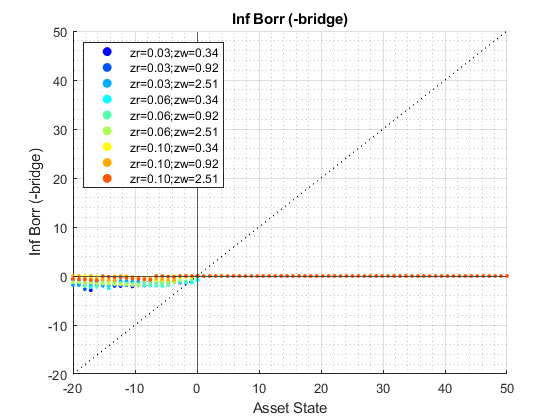 Inf Borr (-bridge)
50
40
30
20
10
0
-10
-20
Inf Borr (-bridge)
zr=0.03;zw=0.34
zr=0.03;zw=0.92
zr=0.03;zw=2.51
zr=0.06;zw=0.34
zr=0.06;zw=0.92
zr=0.06;zw=2.51
zr=0.10;zw=0.34
zr=0.10;zw=0.92
zr=0.10;zw=2.51
-20 -10 0 10 20 30 40 50
Asset State